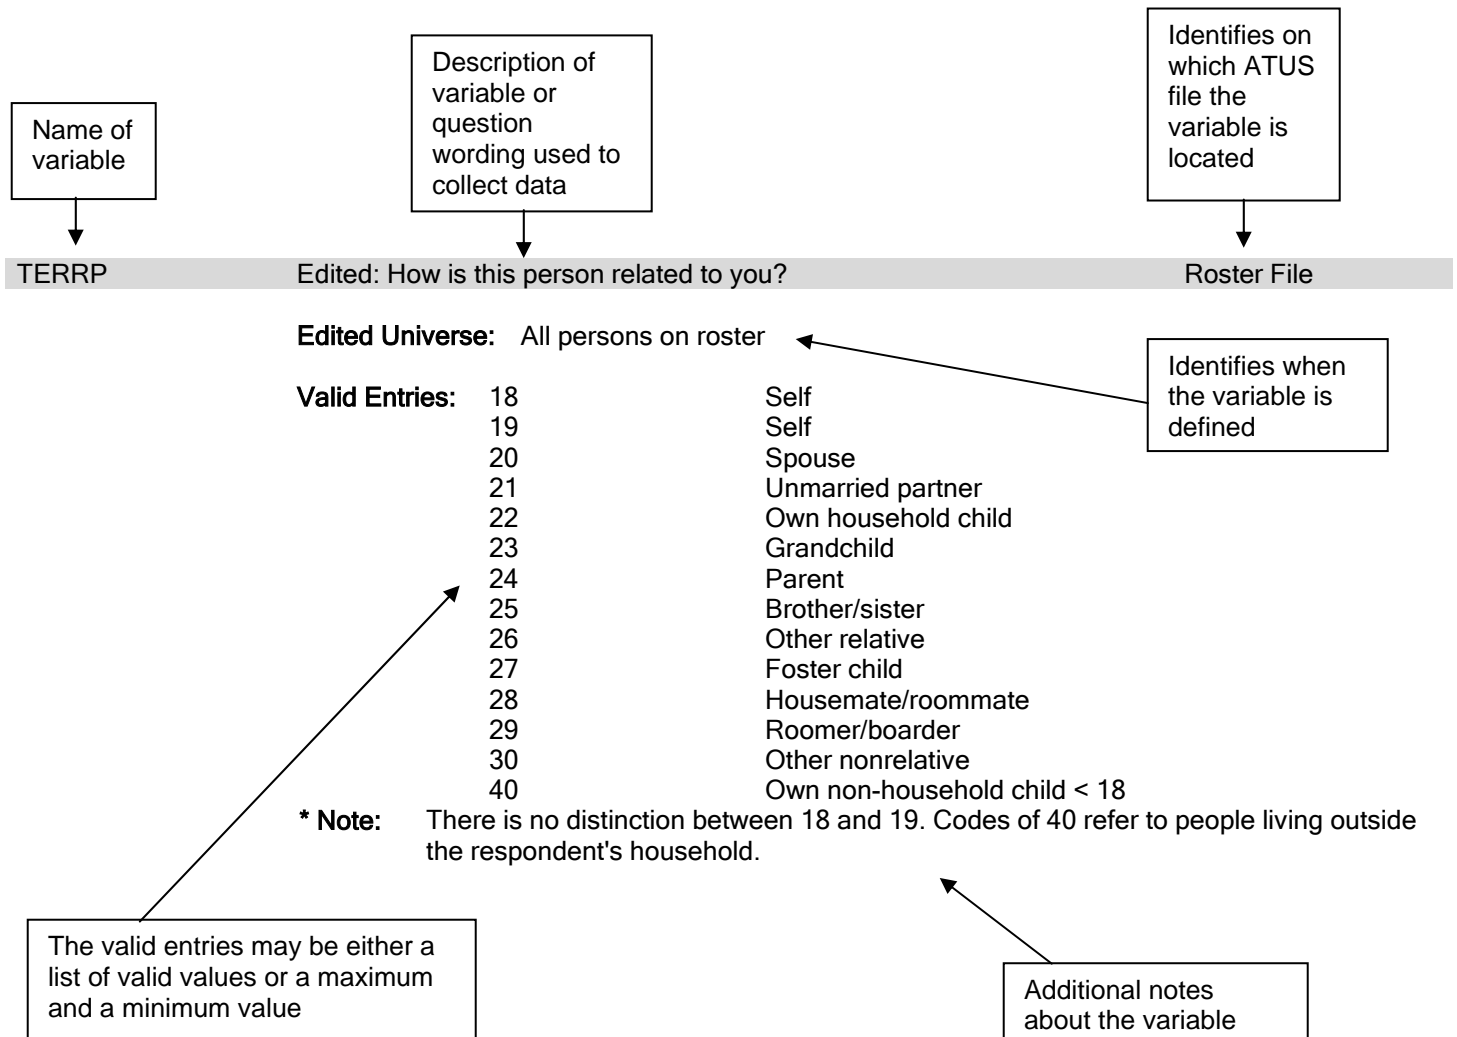 Name of
variable
Description of
variable or
question
wording used to
collect data
Identifies on
which ATUS
file the
variable is
located
TERRP Edited: How is this person related to you? Roster File
Edited Universe: All persons on roster
Identifies when
the variable is
defined
Valid Entries: 18 Self
19 Self
20 Spouse
21 Unmarried partner
22 Own household child
23 Grandchild
24 Parent
25 Brother/sister
26 Other relative
27 Foster child
28 Housemate/roommate
29 Roomer/boarder
30 Other nonrelative
40 Own non-household child < 18
* Note: There is no distinction between 18 and 19. Codes of 40 refer to people living outside
the respondent's household.
The valid entries may be either a
list of valid values or a maximum
and a minimum value
Additional notes
about the variable